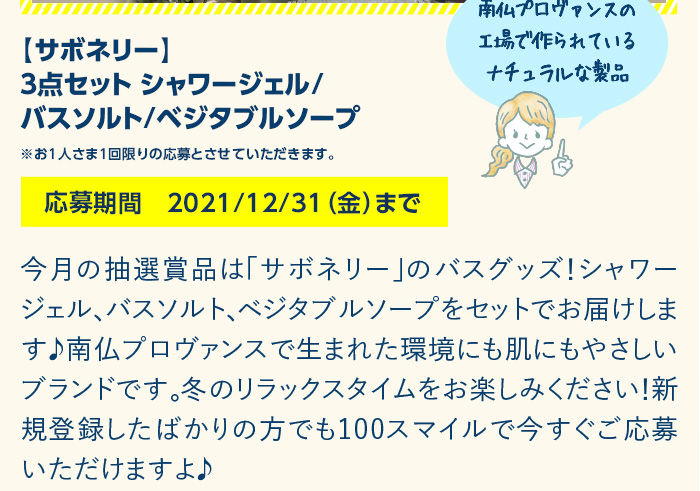 南仏プロヴァンスの
工場で作られている
ナチュラルな製品
【サボネリー】
3点セット シャワージェル/
バスソルト/ベジタブルソープ
※お1人さま1回限りの応募とさせていただきます。
応募期間　2021/12/31（金）まで
今月の抽選賞品は「サボネリー」のバスグッズ！シャワー
ジェル、バスソルト、ベジタブルソープをセットでお届けしま
す♪南仏プロヴァンスで生まれた環境にも肌にもやさしい
ブランドです。冬のリラックスタイムをお楽しみください！新
規登録したばかりの方でも100スマイルで今すぐご応募
いただけますよ♪